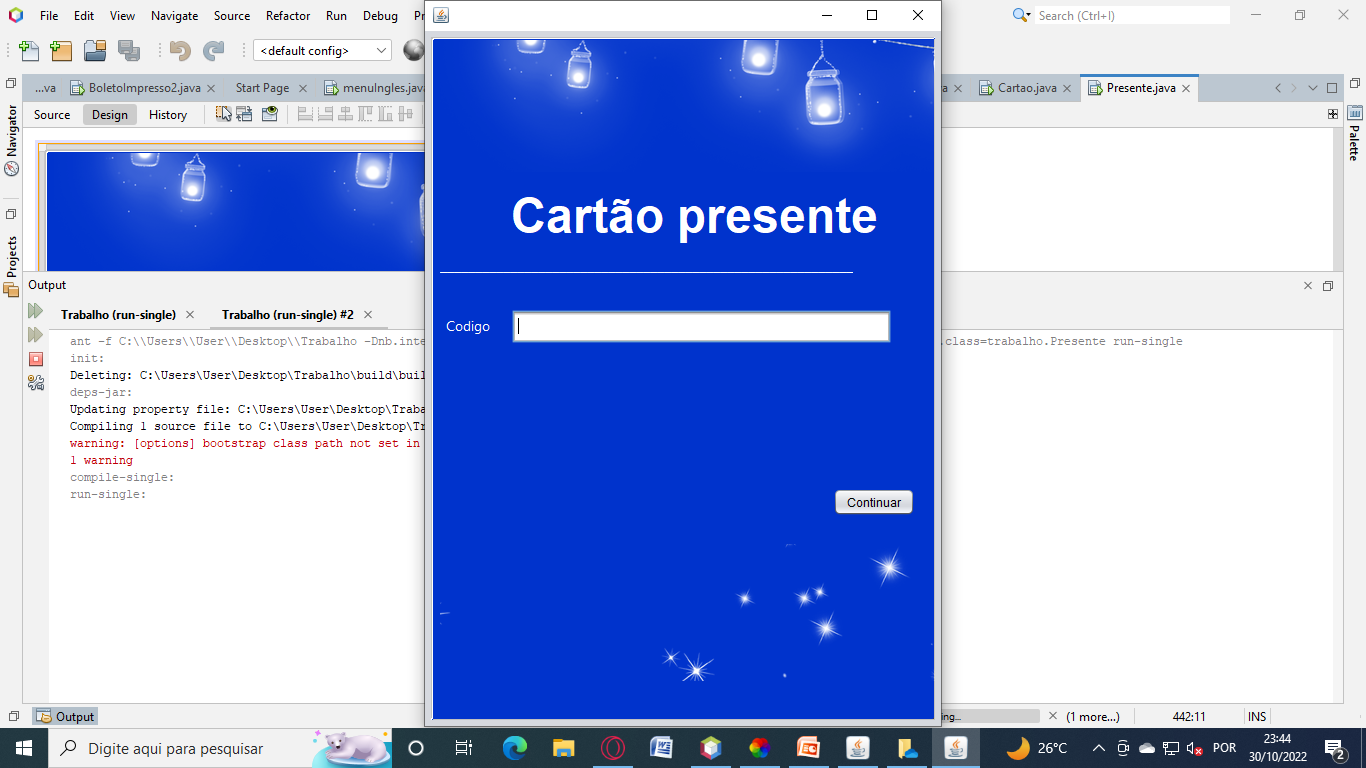 File Edit View Navigate Source Refactor Run Debug
Search (Ctrl+I)
<default config>
...va BoletoImpresso2.java Start Page menuIngles.java Cartao.java Presente.java
Source Design History
Navigator
Projects
Palette
Cartão presente
Codigo
Continuar
Output
Trabalho (run-single) Trabalho (run-single) #2
ant -f C:\\Users\\User\\Desktop\\Trabalho -Dnb.inte .class=trabalho.Presente run-single
init:
Deleting: C:\Users\User\Desktop\Trabalho\build\buil
deps-jar:
Updating property file: C:\Users\User\Desktop\Traba
Compiling 1 source file to C:\Users\User\Desktop\Tr
warning: [options] bootstrap class path not set in
1 warning
compile-single:
run-single:
Output
ing...
(1 more...)
442:11
INS
Digite aqui para pesquisar
26°C
POR
23:44
30/10/2022
2